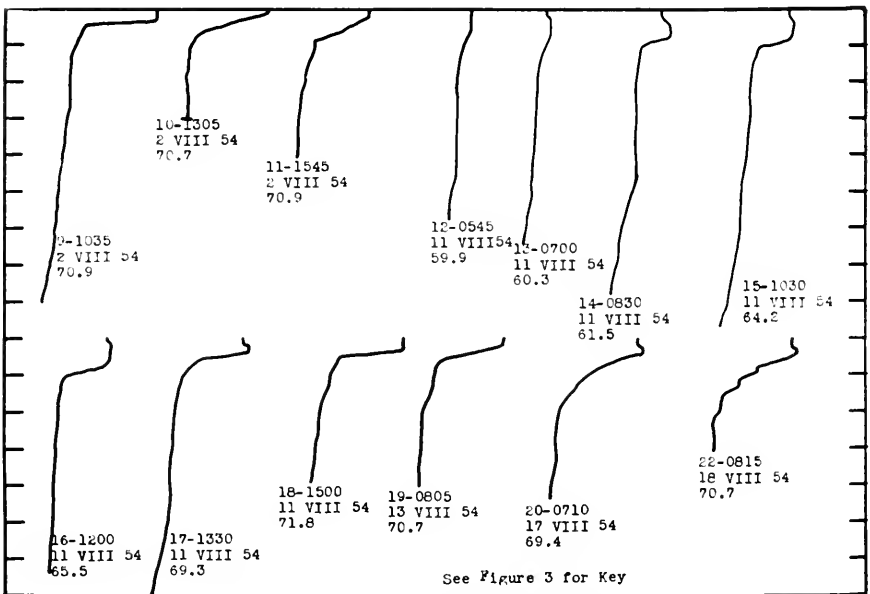 10-1305
2 VIII 54
70.7
11-1545
2 VIII 54
70.9
9-1035
2 VIII 54
70.9
12-0545
11 VIII54
59.9
13-0700
11 VIII 54
60.3
14-0830
11 VIII 54
61.5
15-1030
11 VIII 54
64.2
16-1200
11 VIII 54
65.5
17-1330
11 VIII 54
69.3
18-1500
11 VIII 54
71.8
19-0805
13 VIII 54
70.7
20-0710
17 VIII 54
69.4
22-0815
18 VIII 54
70.7
See Figure 3 for Key